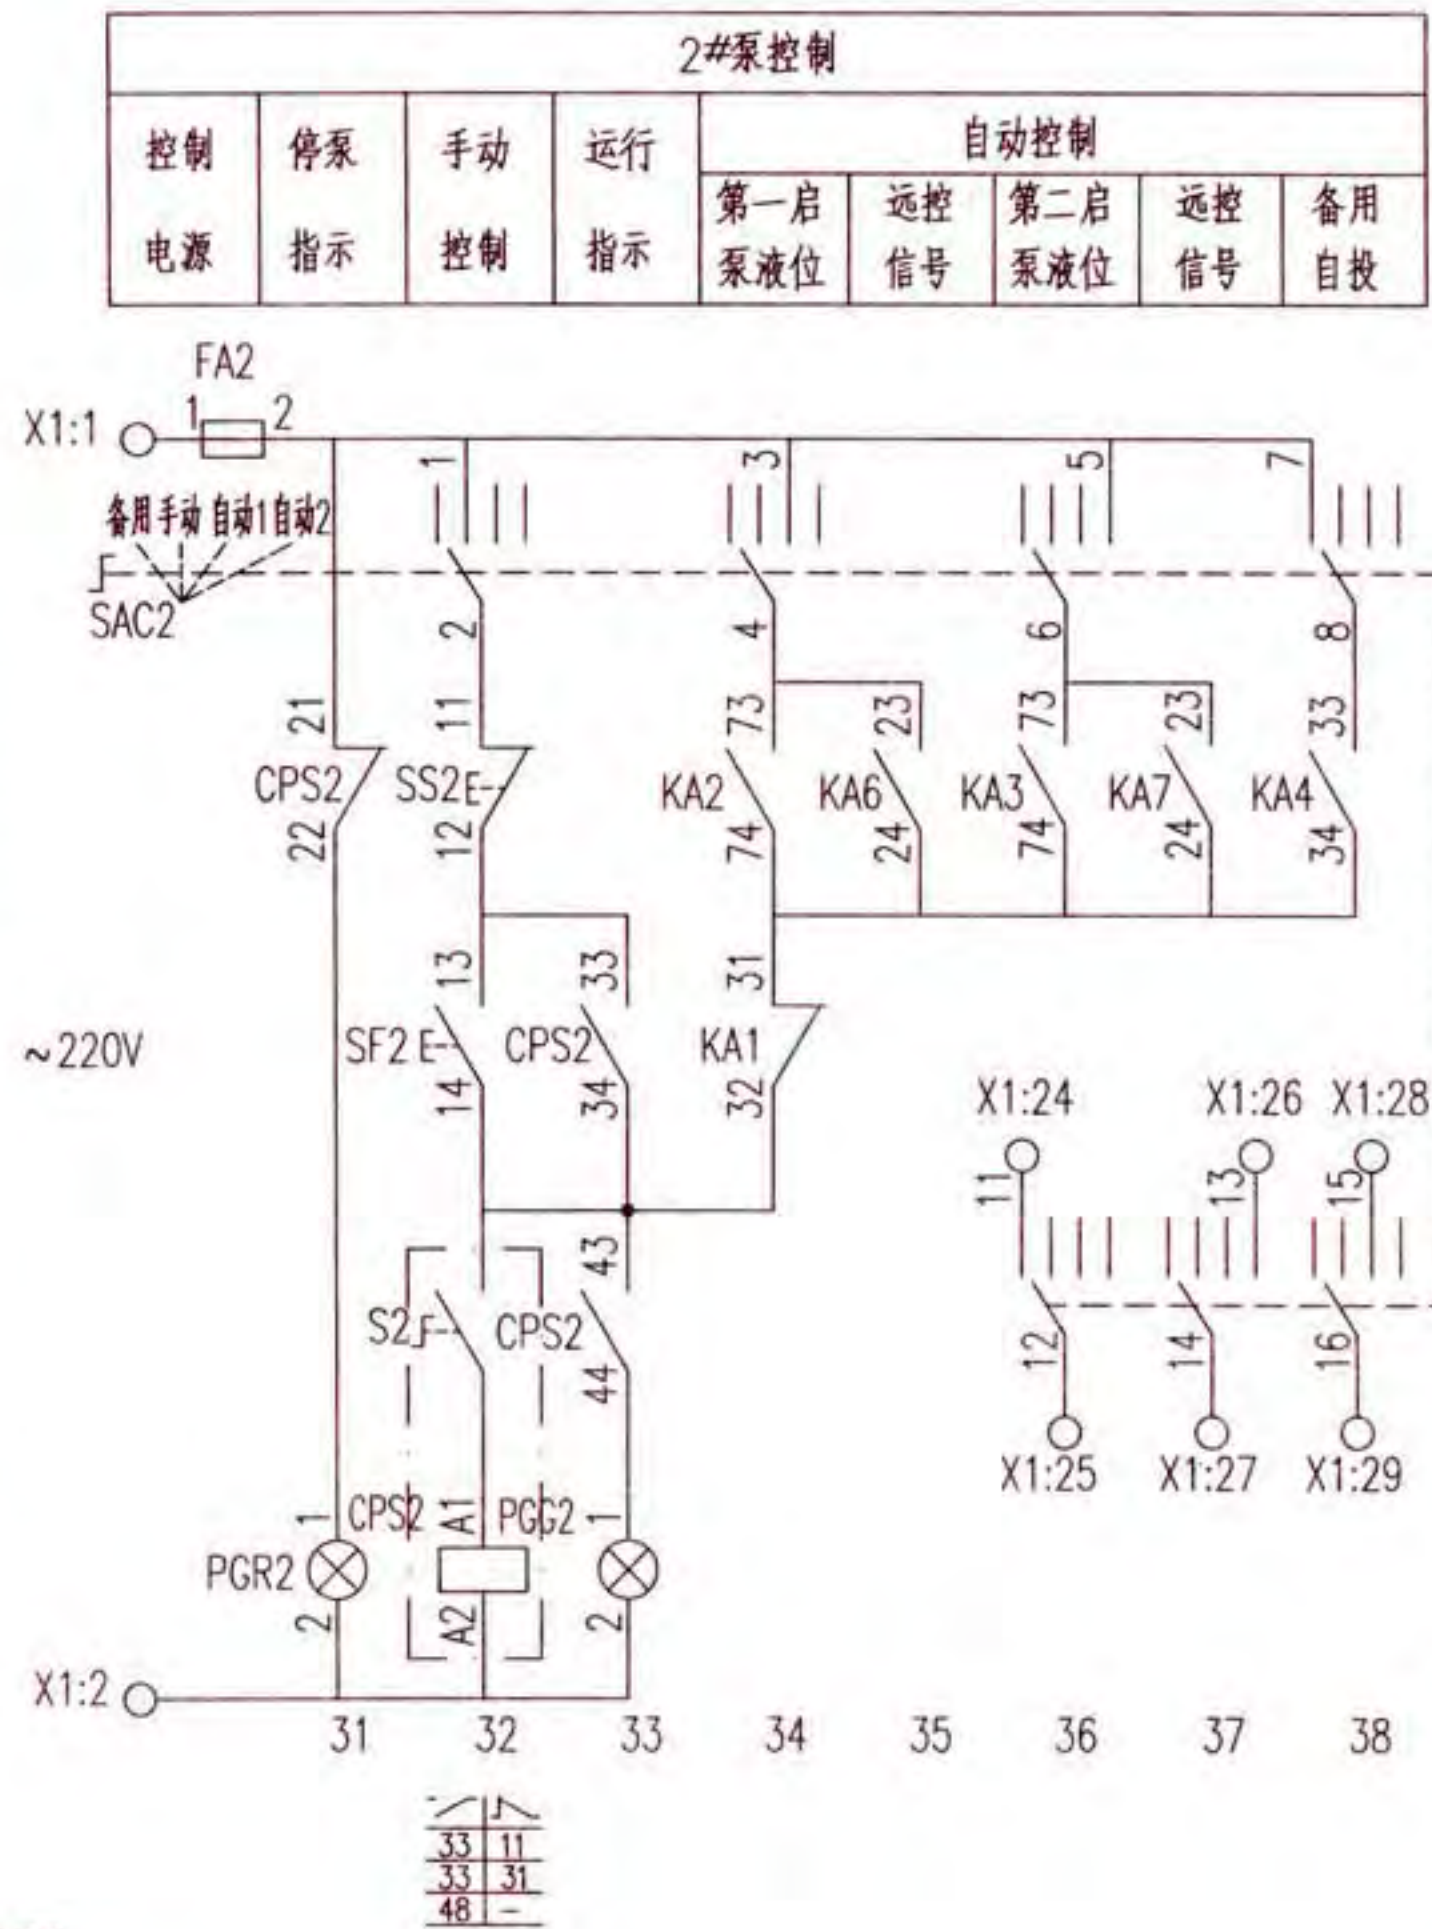 2#泵控制
控制 电源
停泵 指示
手动 控制
运行 指示
自动控制
第一启 泵液位
远控 信号
第二启 泵液位
远控 信号
备用 自投
FA2
X1:1 1 2
1 3 5 7
备用 手动 自动1 自动2
SAC2
2 4 6 8
21 11 73 23 73 23 33
CPS2 SS2 KA2 KA6 KA3 KA7 KA4
22 12 74 24 74 24 34
13 33 31
~220V SF2 CPS2 KA1
14 34 32
X1:24 X1:26 X1:28
11 13 15
43
S2 CPS2
44
12 14 16
X1:25 X1:27 X1:29
1 CPS2 A1 PGG2 1
PGR2
2 A2 2
X1:2
31 32 33 34 35 36 37 38
33 11
33 31
48 -